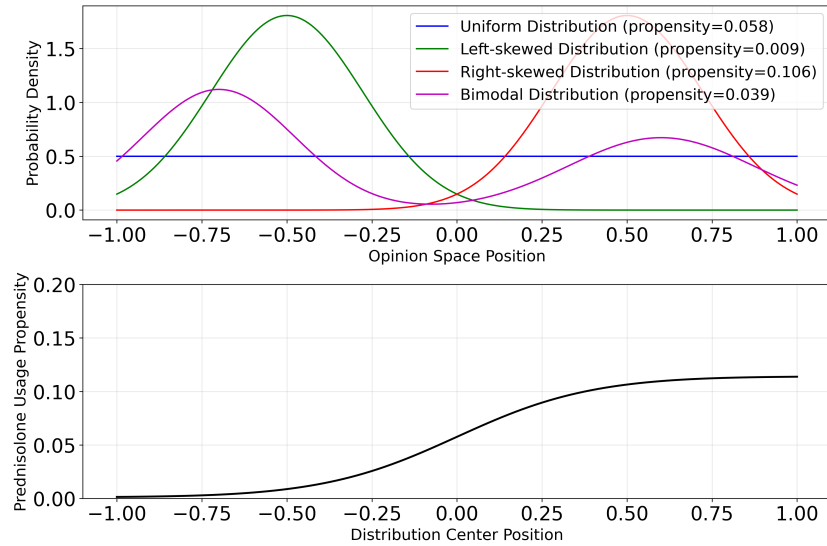 Uniform Distribution (propensity=0.058)
Left-skewed Distribution (propensity=0.009)
Right-skewed Distribution (propensity=0.106)
Bimodal Distribution (propensity=0.039)
Probability Density
1.5
1.0
0.5
0.0
−1.00 −0.75 −0.50 −0.25 0.00 0.25 0.50 0.75 1.00
Opinion Space Position
Prednisolone Usage Propensity
0.20
0.15
0.10
0.05
0.00
−1.00 −0.75 −0.50 −0.25 0.00 0.25 0.50 0.75 1.00
Distribution Center Position